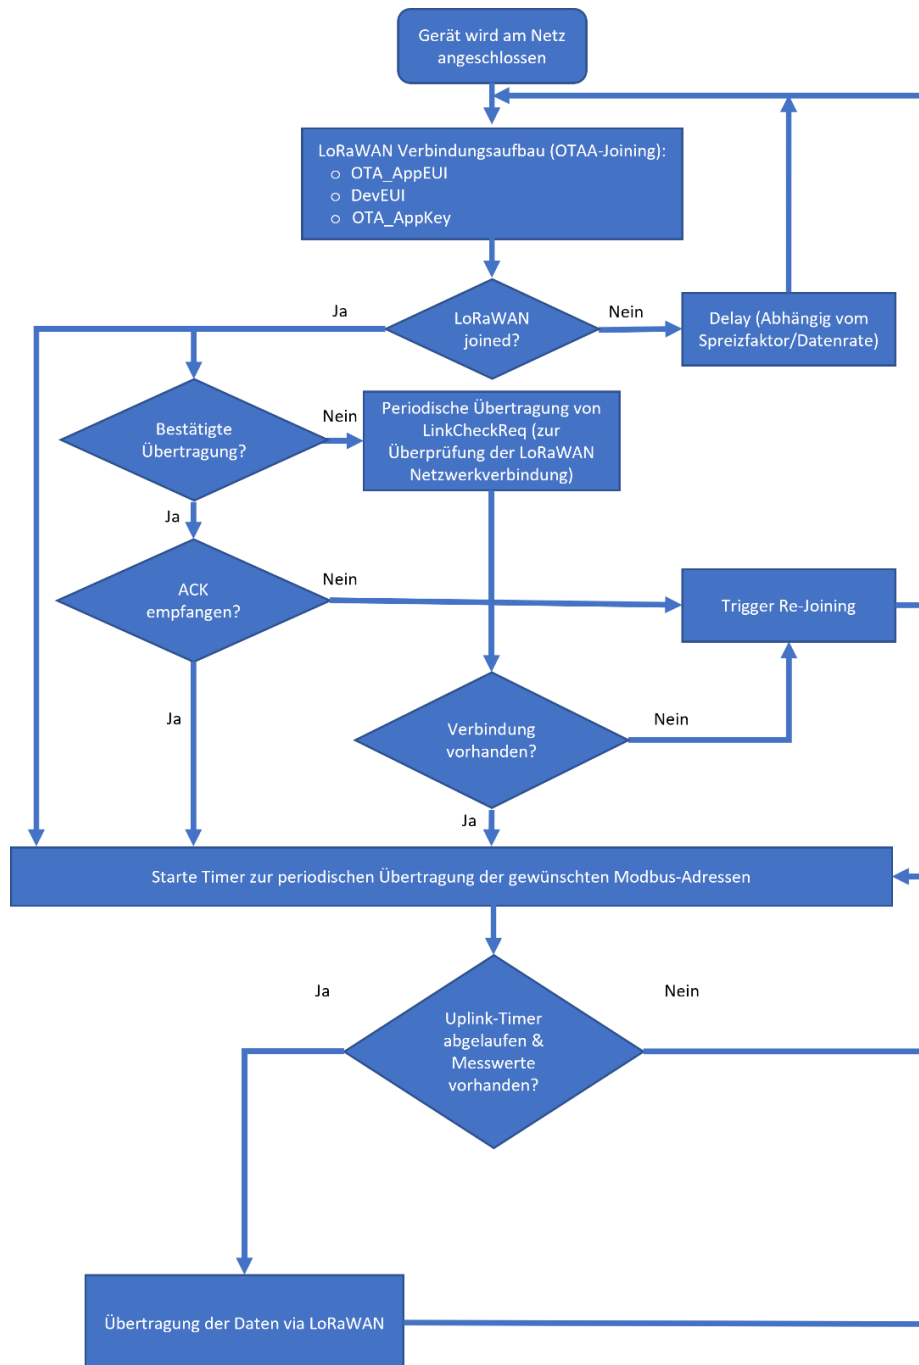 Gerät wird am Netz
angeschlossen
LoRaWAN Verbindungsaufbau (OTAA-Joining):
o OTA_AppEUI
o DevEUI
o OTA_AppKey
Ja
LoRaWAN
joined?
Nein
Delay (Abhängig vom
Spreizfaktor/Datenrate)
Bestätigte
Übertragung?
Nein
Periodische Übertragung von
LinkCheckReq (zur
Überprüfung der LoRaWAN
Netzwerkverbindung)
Ja
ACK
empfangen?
Nein
Trigger Re-Joining
Ja
Verbindung
vorhanden?
Nein
Ja
Starte Timer zur periodischen Übertragung der gewünschten Modbus-Adressen
Ja
Nein
Uplink-Timer
abgelaufen &
Messwerte
vorhanden?
Übertragung der Daten via LoRaWAN